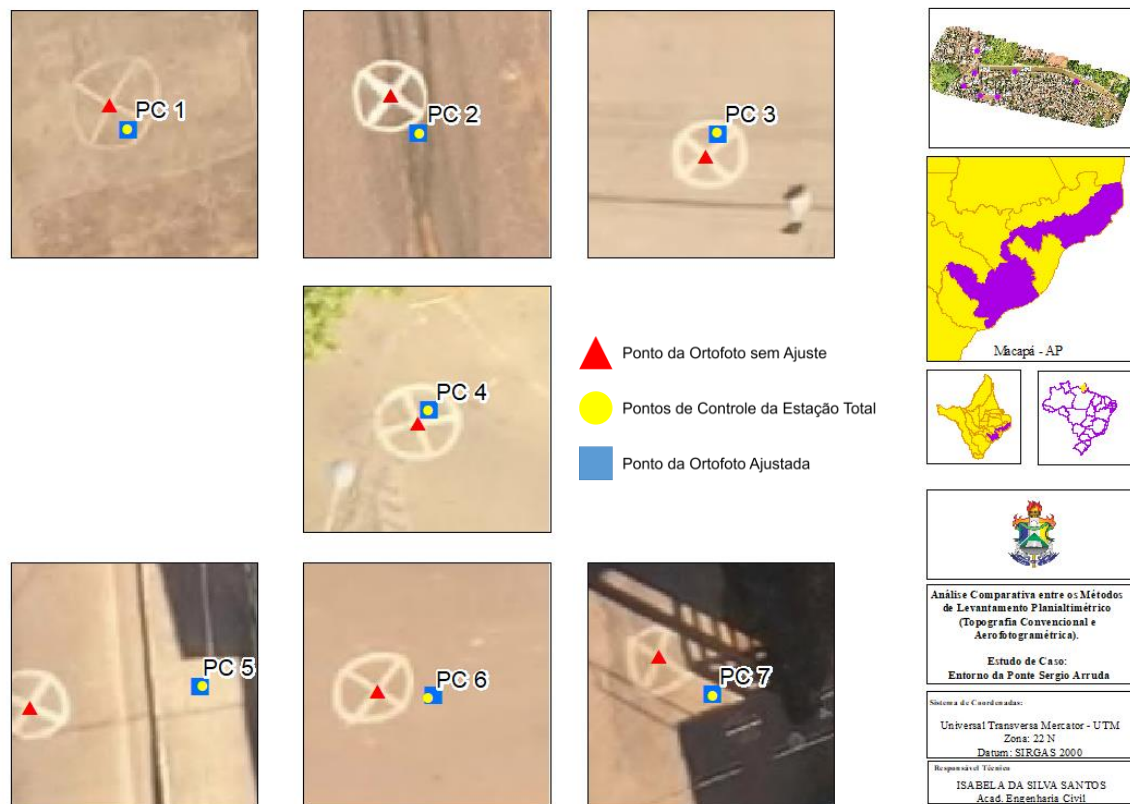 PC 1
PC 2
PC 3
PC 4
Ponto da Ortofoto sem Ajuste
Pontos de Controle da Estação Total
Ponto da Ortofoto Ajustada
PC 5
PC 6
PC 7
Macapá - AP
Análise Comparativa entre os Métodos
de Levantamento Planialtimétrico
(Topografia Convencional e
Aerofotogramétrica).
Estudo de Caso:
Entorno da Ponte Sergio Arruda
Sistema de Coordenadas:
Universal Transversa Mercator - UTM
Zona: 22 N
Datum: SIRGAS 2000
Responsável Técnico
ISABELA DA SILVA SANTOS
Acad. Engenharia Civil